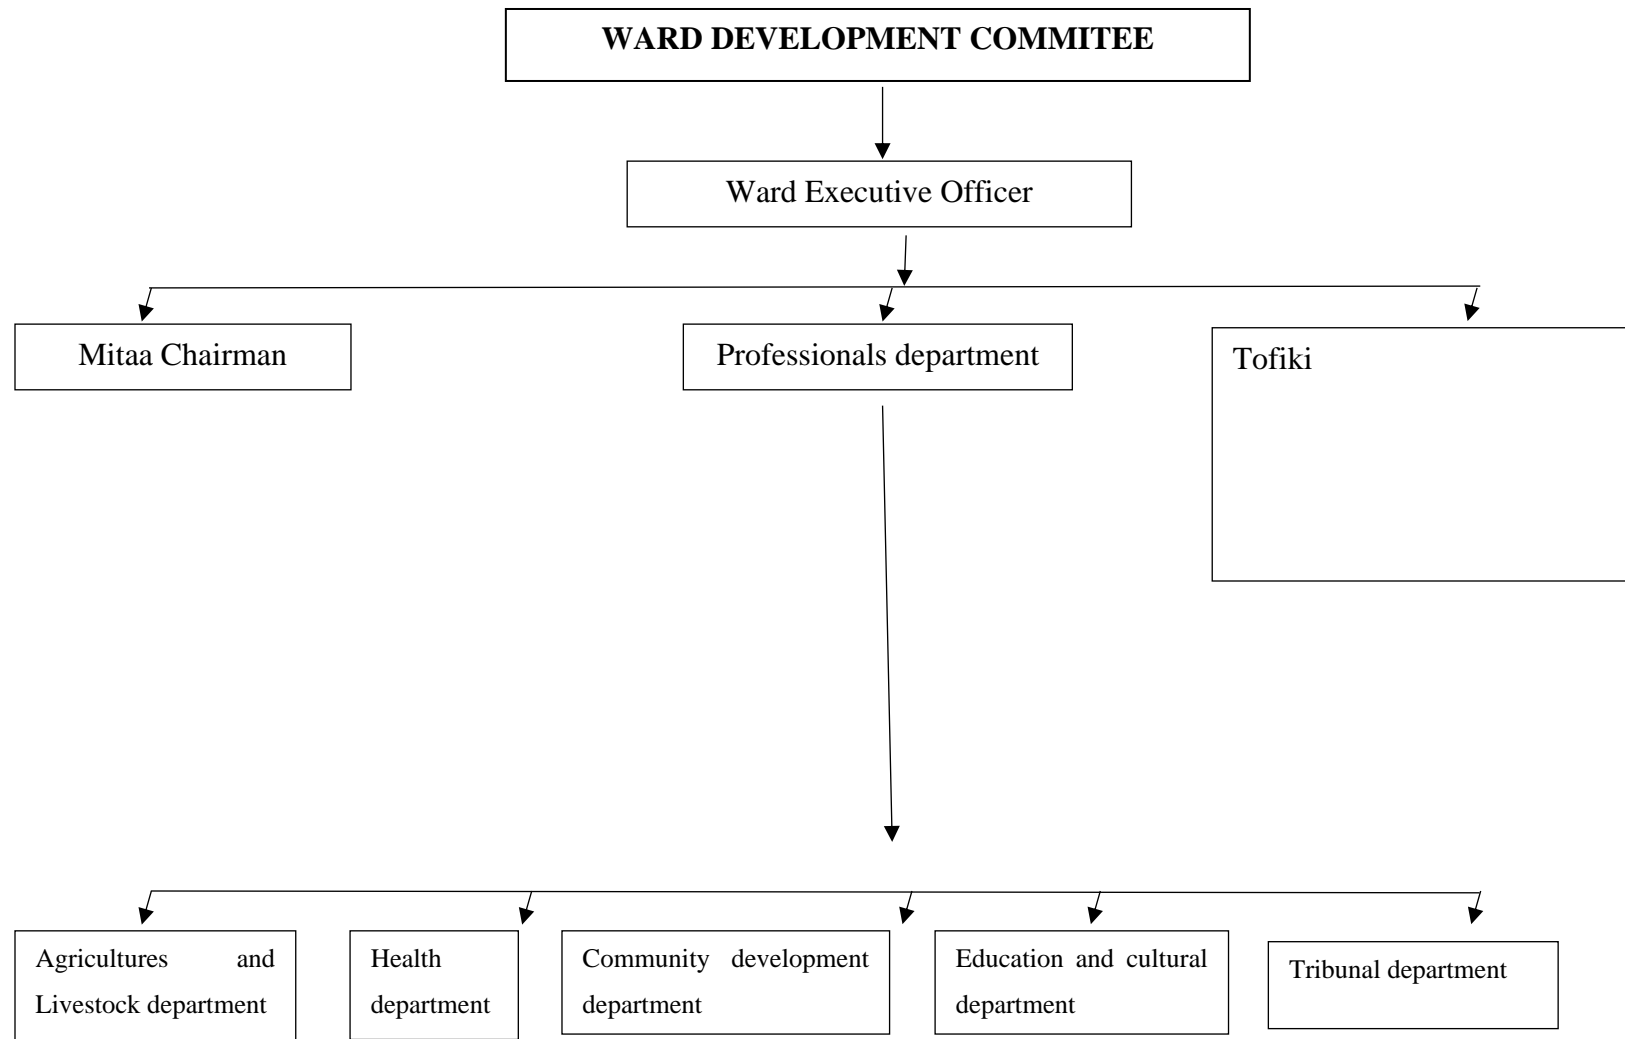 WARD DEVELOPMENT COMMITEE
Ward Executive Officer
Mitaa Chairman
Professionals department
Tofiki
Agricultures and
Livestock department
Health
department
Community development
department
Education and cultural
department
Tribunal department